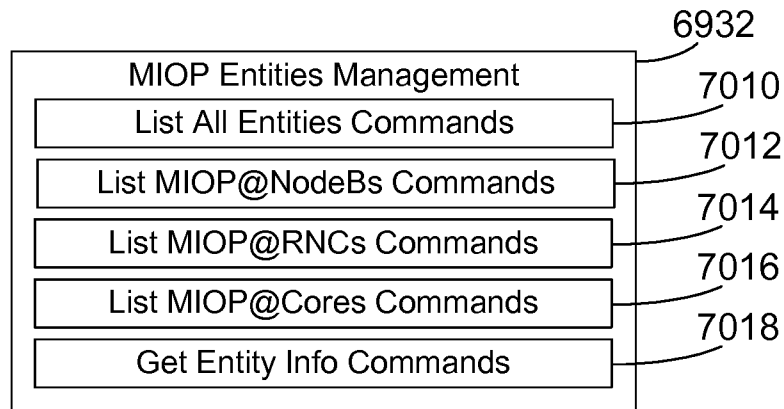 6932
MIOP Entities Management
7010
List All Entities Commands
7012
List MIOP@NodeBs Commands
7014
List MIOP@RNCs Commands
7016
List MIOP@Cores Commands
7018
Get Entity Info Commands